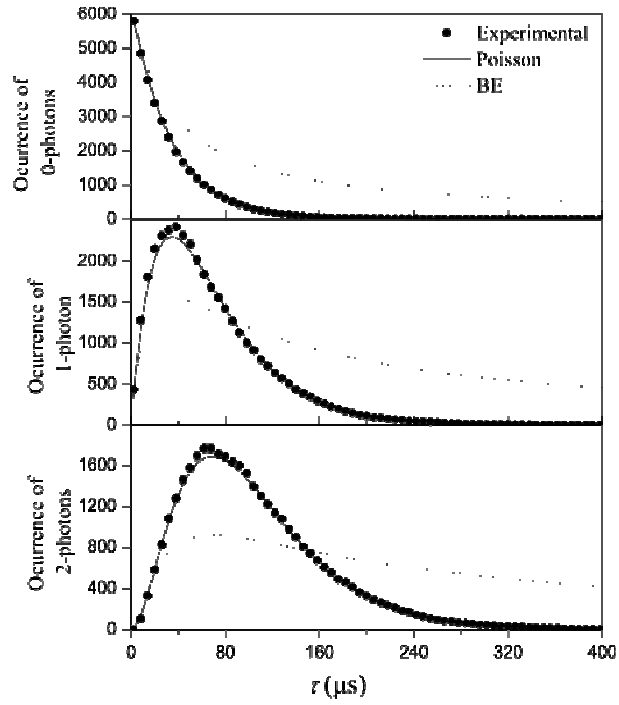 6000
5000
4000
3000
2000
1000
0
Ocurrence of
0-photons
Experimental
Poisson
BE
2000
1500
1000
500
0
Ocurrence of
1-photon
1600
1200
800
400
0
Ocurrence of
2-photons
0
80
160
240
320
400
r (μs)